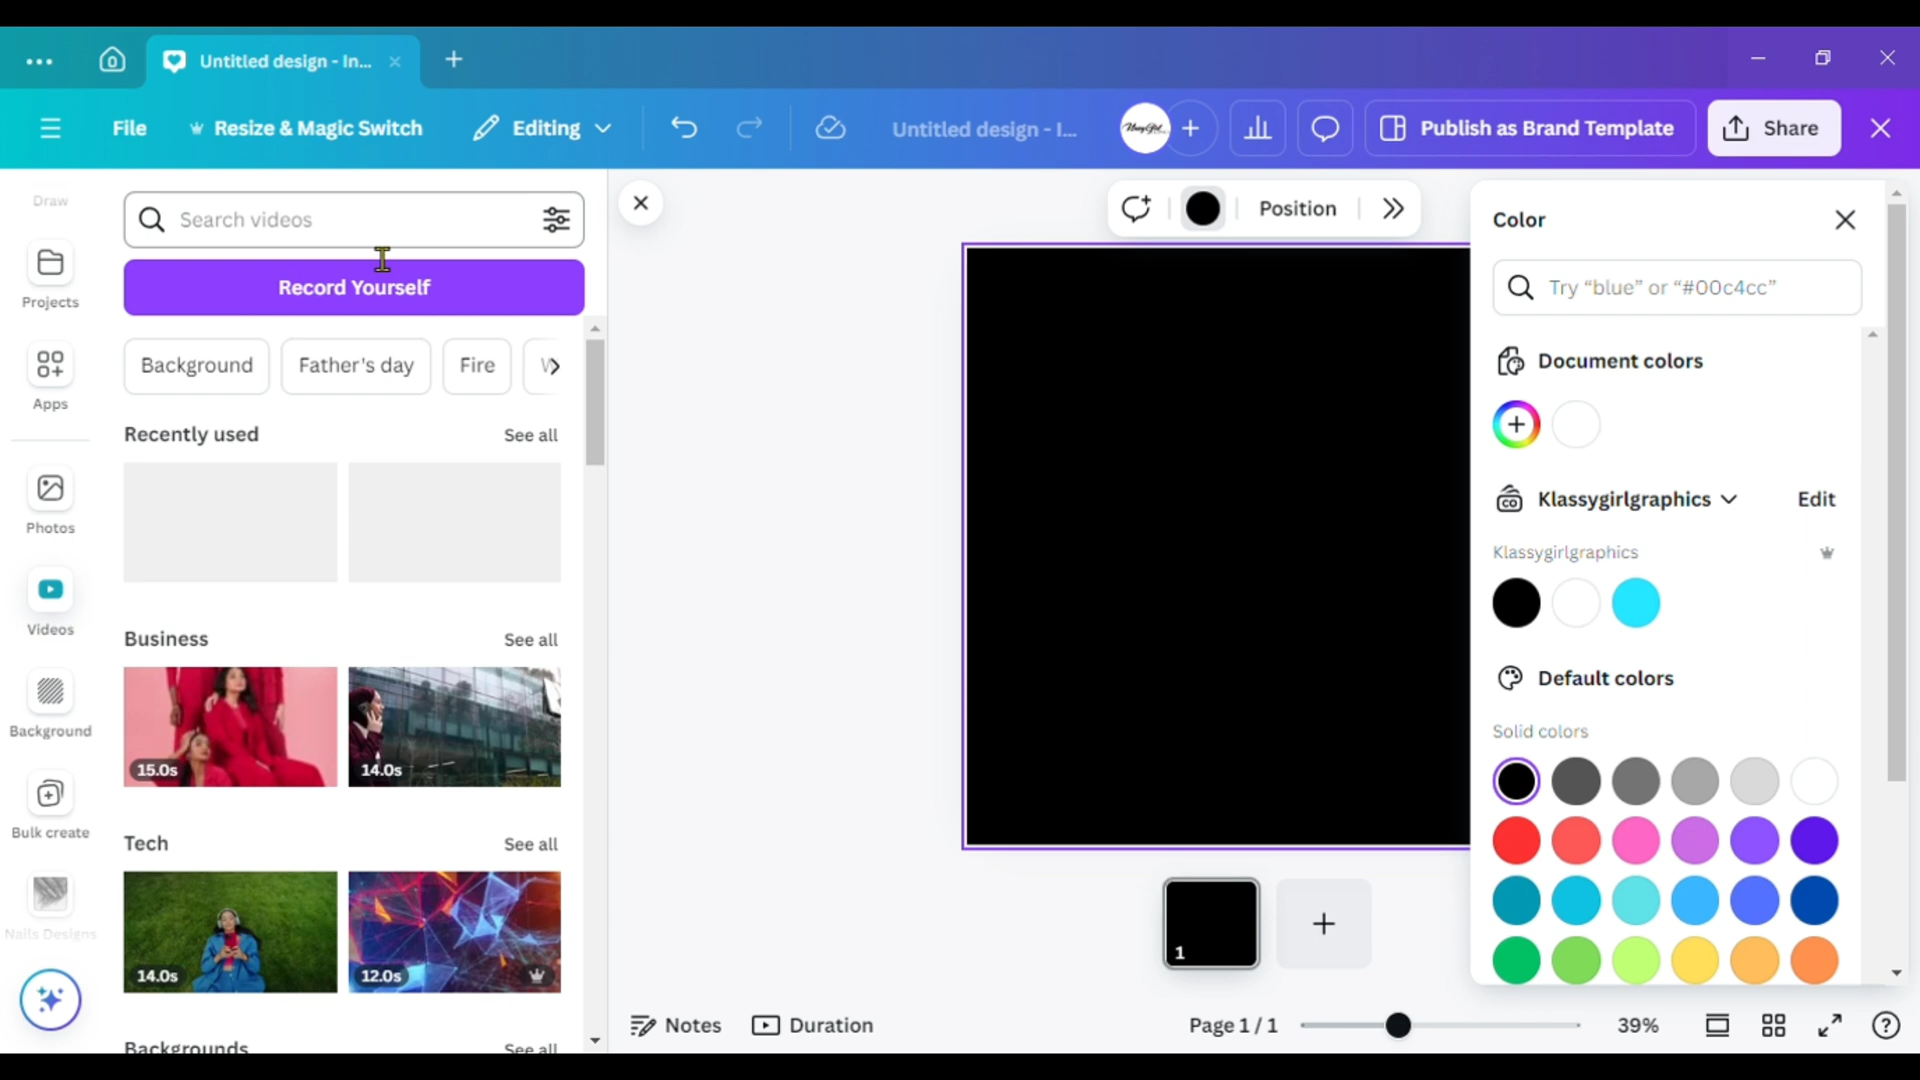 Untitled design - In...
File
Resize & Magic Switch
Editing
Untitled design - I...
Publish as Brand Template
Share
Draw
Projects
Apps
Photos
Videos
Background
Bulk create
Nails Designs
Search videos
Record Yourself
Background
Father's day
Fire
Recently used
See all
Business
See all
15.0s
14.0s
Tech
See all
14.0s
12.0s
Backgrounds
See all
Position
1
Notes
Duration
Page 1 / 1
39%
Color
Try “blue” or “#00c4cc”
Document colors
CO
Klassygirlgraphics
Edit
Klassygirlgraphics
Default colors
Solid colors